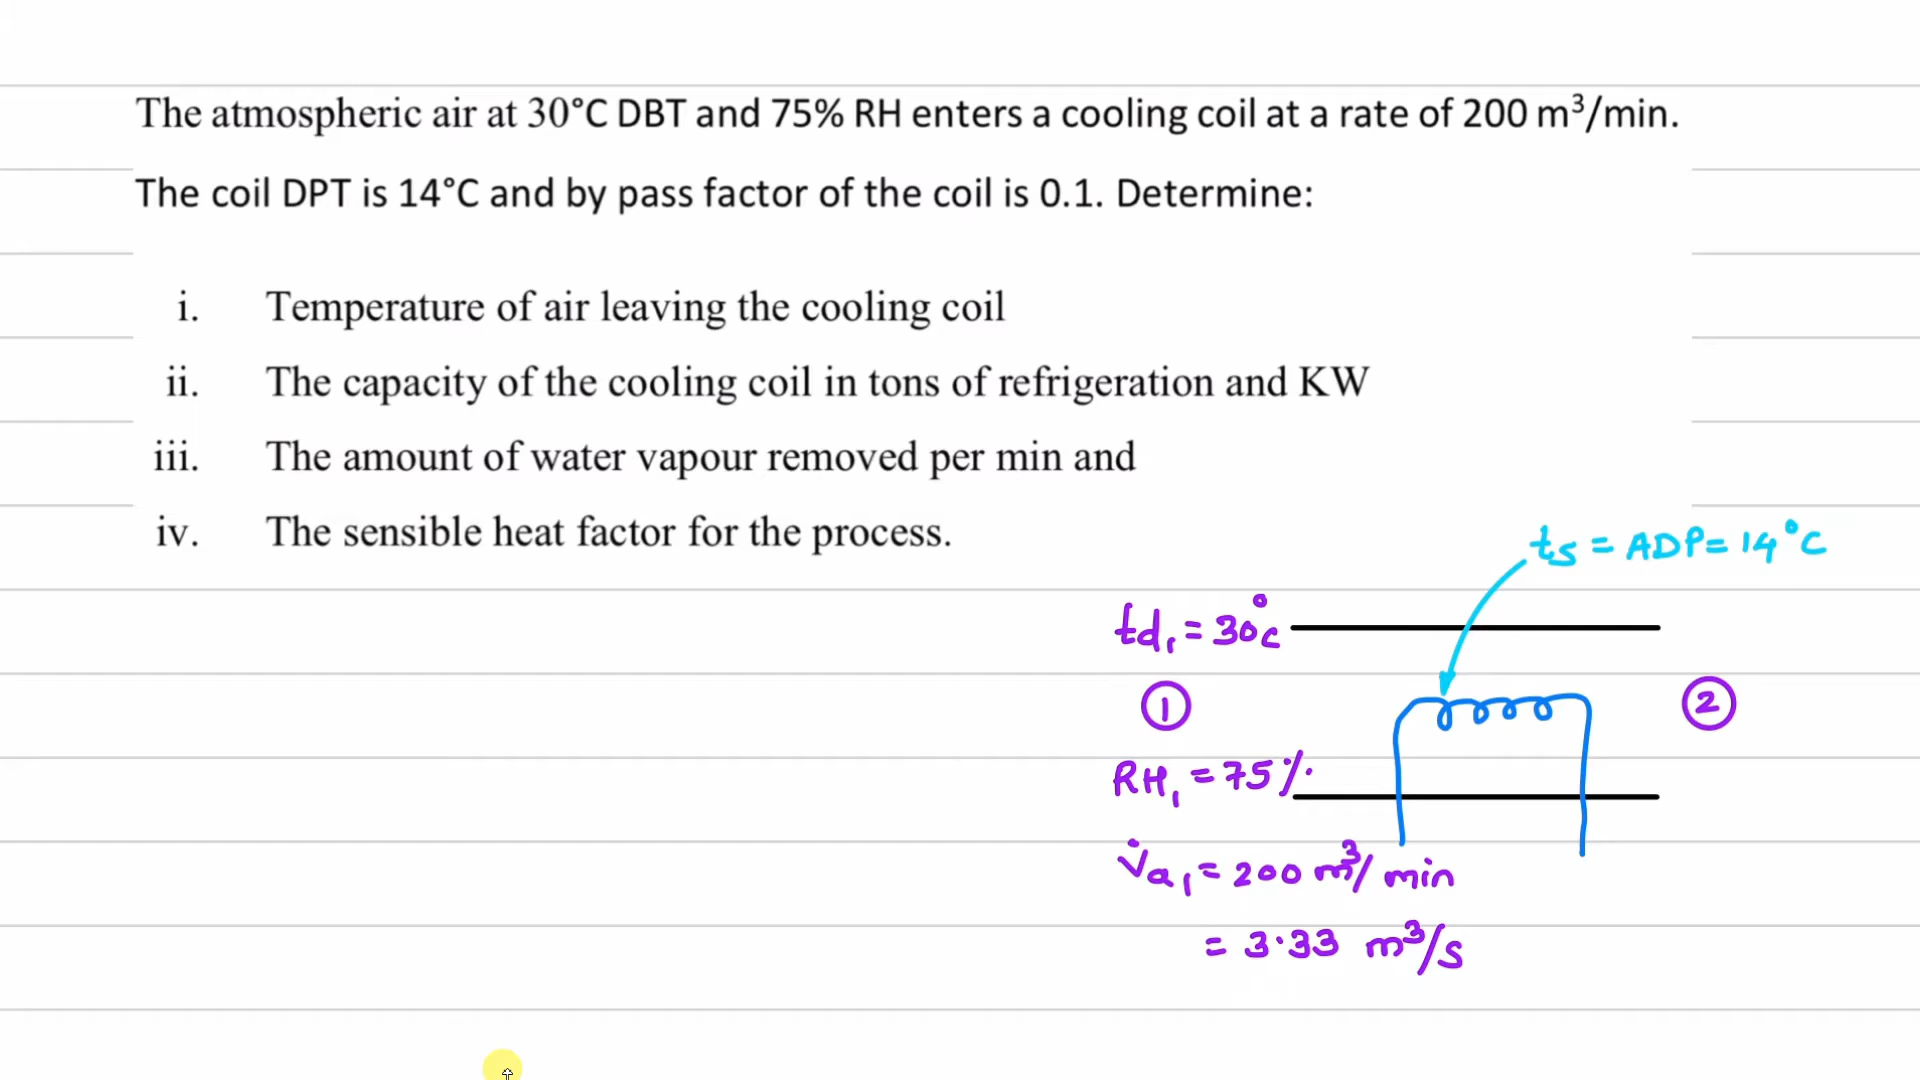 The atmospheric air at 30°C DBT and 75% RH enters a cooling coil at a rate of 200 m³/min.
The coil DPT is 14°C and by pass factor of the coil is 0.1. Determine:
i. Temperature of air leaving the cooling coil
ii. The capacity of the cooling coil in tons of refrigeration and KW
iii. The amount of water vapour removed per min and
iv. The sensible heat factor for the process.
ts = ADP = 14°C
td₁ = 30°C
① ②
RH₁ = 75%
V̇a₁ = 200 m³/min
= 3.33 m³/s